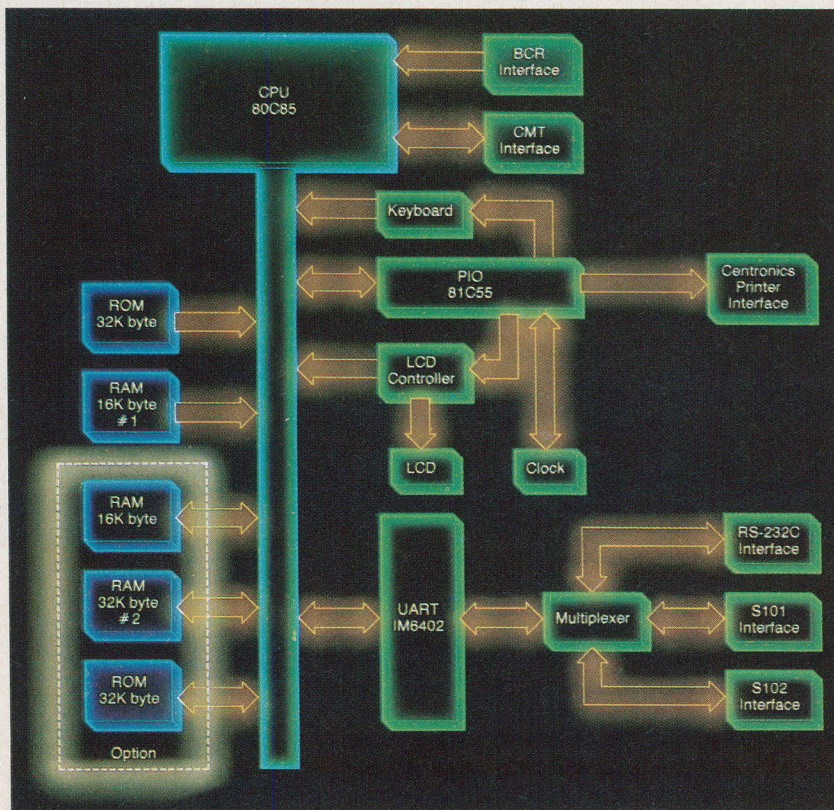 CPU
80C85
BCR
Interface
CMT
Interface
Keyboard
PIO
81C55
Centronics
Printer
Interface
ROM
32K byte
LCD
Controller
RAM
16K byte
#1
LCD
Clock
RAM
16K byte
RAM
32K byte
#2
ROM
32K byte
Option
UART
IM6402
Multiplexer
RS-232C
Interface
S101
Interface
S102
Interface